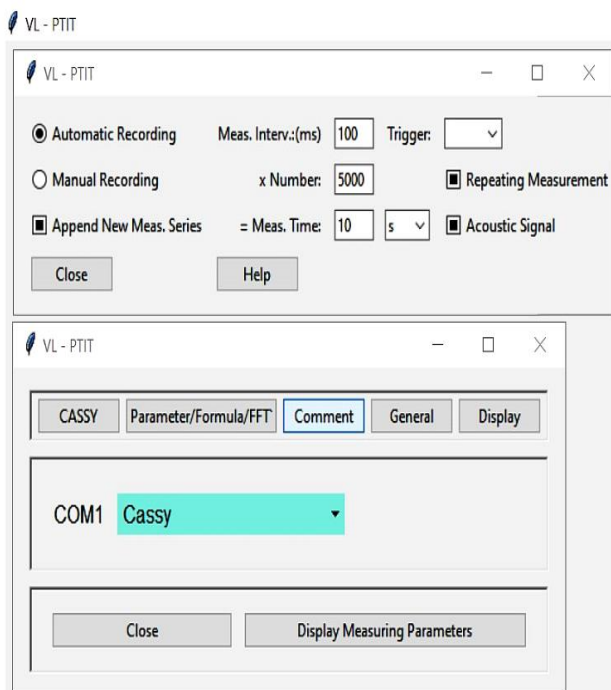 VL - PTIT
VL - PTIT
Automatic Recording Meas. Interv.:(ms) 100 Trigger:
Manual Recording x Number: 5000 Repeating Measurement
Append New Meas. Series = Meas. Time: 10 s Acoustic Signal
Close Help
VL - PTIT
CASSY Parameter/Formula/FFT Comment General Display
COM1 Cassy
Close Display Measuring Parameters